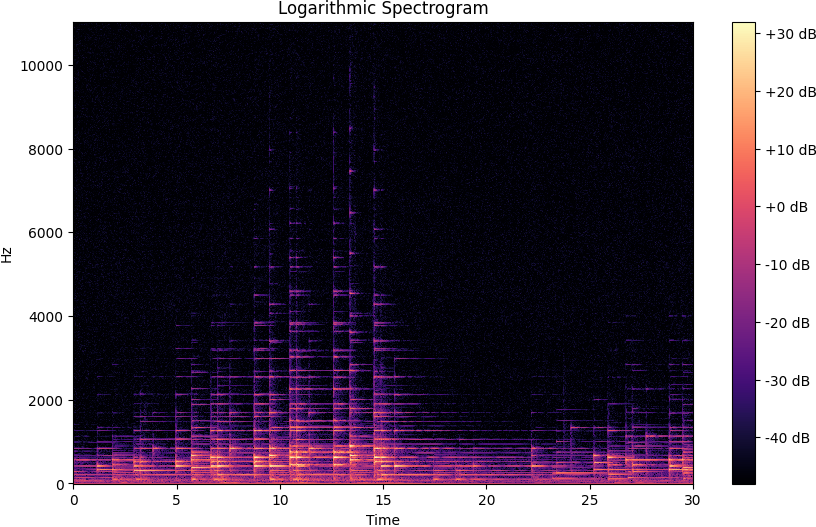 Logarithmic Spectrogram
10000
8000
6000
4000
2000
0
Hz
0 5 10 15 20 25 30
Time
+30 dB
+20 dB
+10 dB
+0 dB
-10 dB
-20 dB
-30 dB
-40 dB